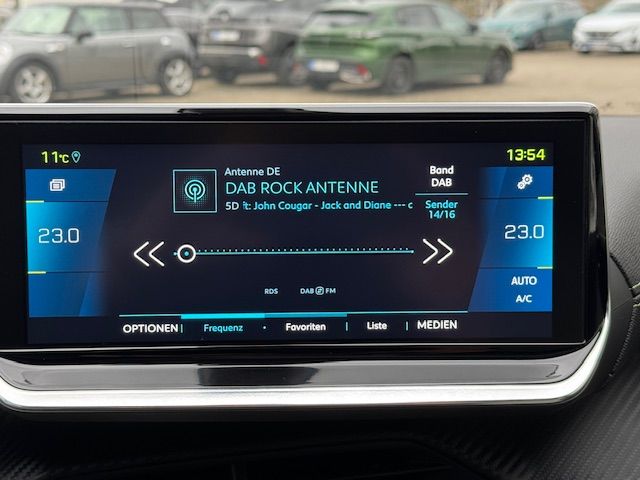 11°C
13:54
Antenne DE
DAB ROCK ANTENNE
5D t: John Cougar - Jack and Diane --- c
Band
DAB
Sender
14/16
23.0
23.0
AUTO
A/C
RDS
DAB FM
OPTIONEN
Frequenz
Favoriten
Liste
MEDIEN